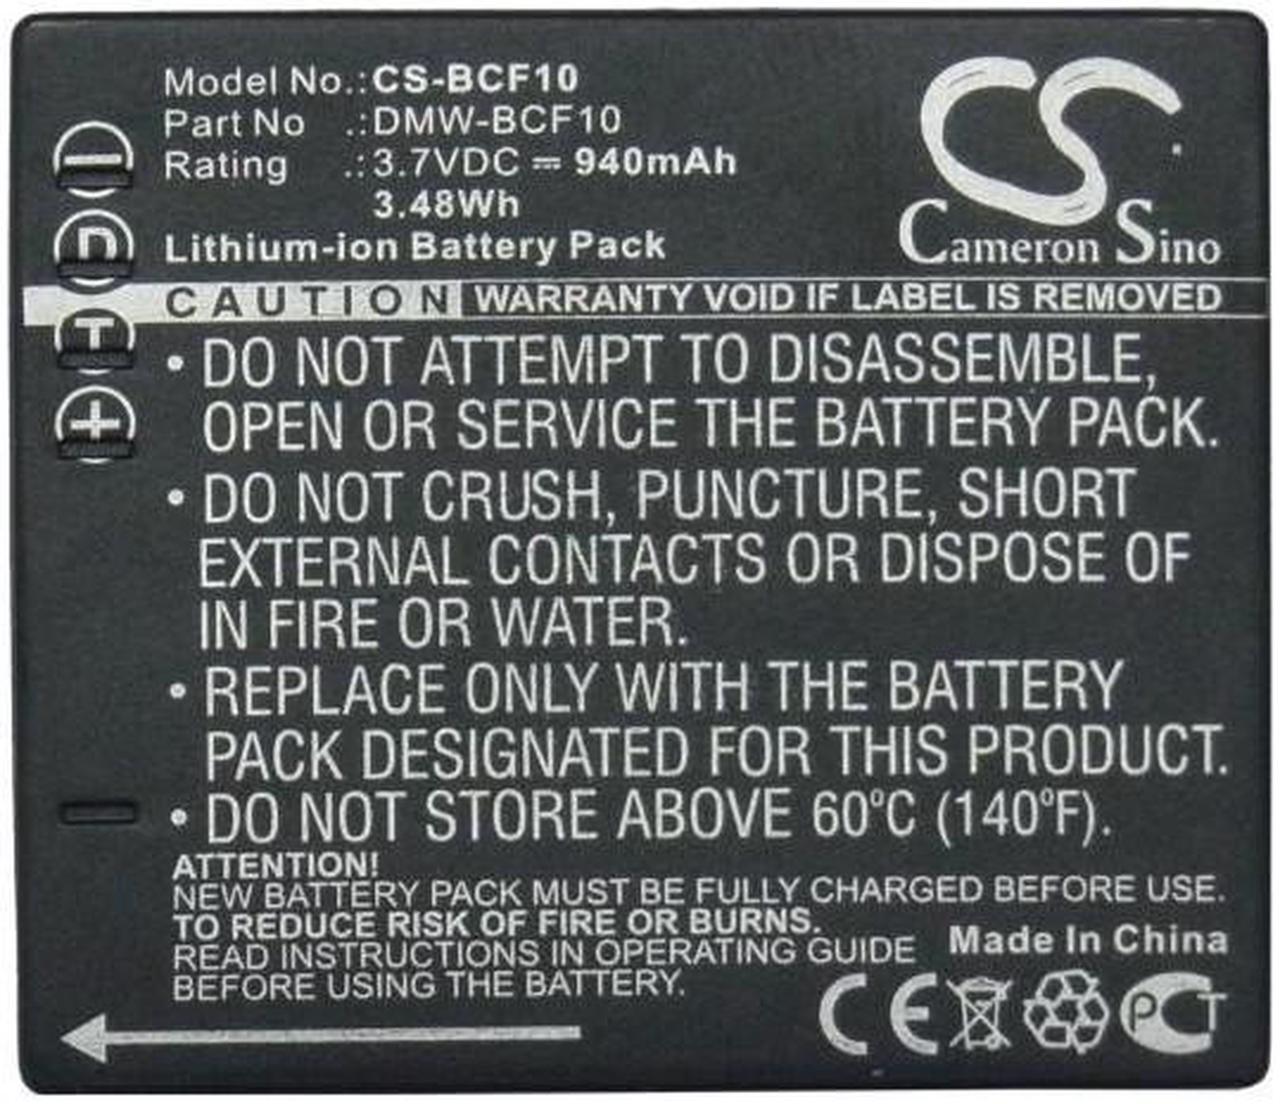 Model No.:CS-BCF10
Part No .:DMW-BCF10
Rating .:3.7VDC ⎓ 940mAh
3.48Wh
Lithium-ion Battery Pack
CS
Cameron Sino
CAUTION WARRANTY VOID IF LABEL IS REMOVED
− D T +
• DO NOT ATTEMPT TO DISASSEMBLE,
OPEN OR SERVICE THE BATTERY PACK.
• DO NOT CRUSH, PUNCTURE, SHORT
EXTERNAL CONTACTS OR DISPOSE OF
IN FIRE OR WATER.
• REPLACE ONLY WITH THE BATTERY
PACK DESIGNATED FOR THIS PRODUCT.
• DO NOT STORE ABOVE 60ºC (140ºF).
ATTENTION!
NEW BATTERY PACK MUST BE FULLY CHARGED BEFORE USE.
TO REDUCE RISK OF FIRE OR BURNS.
READ INSTRUCTIONS IN OPERATING GUIDE
BEFORE USING THE BATTERY.
Made In China
CE PCT